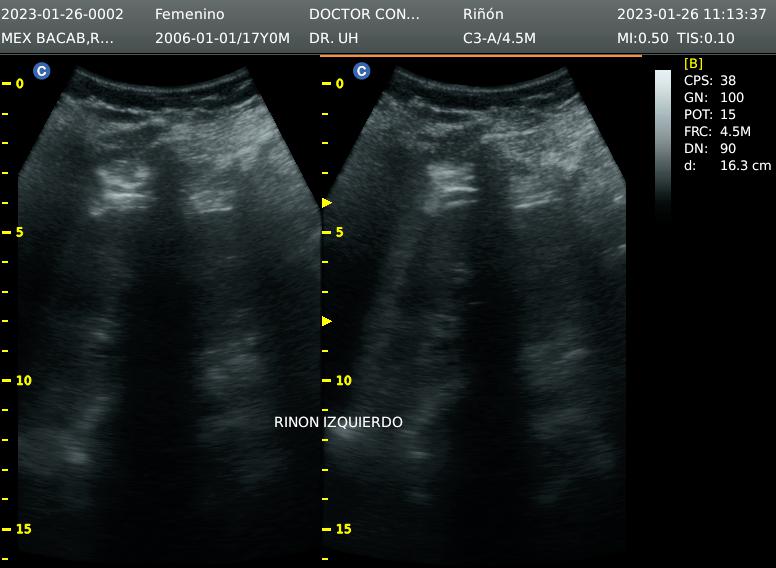 2023-01-26-0002 Femenino DOCTOR CON... Riñón 2023-01-26 11:13:37
MEX BACAB,R... 2006-01-01/17Y0M DR. UH C3-A/4.5M MI:0.50 TIS:0.10
C
C
[B]
CPS: 38
GN: 100
POT: 15
FRC: 4.5M
DN: 90
d: 16.3 cm
0
5
10
15
0
5
10
15
RINON IZQUIERDO